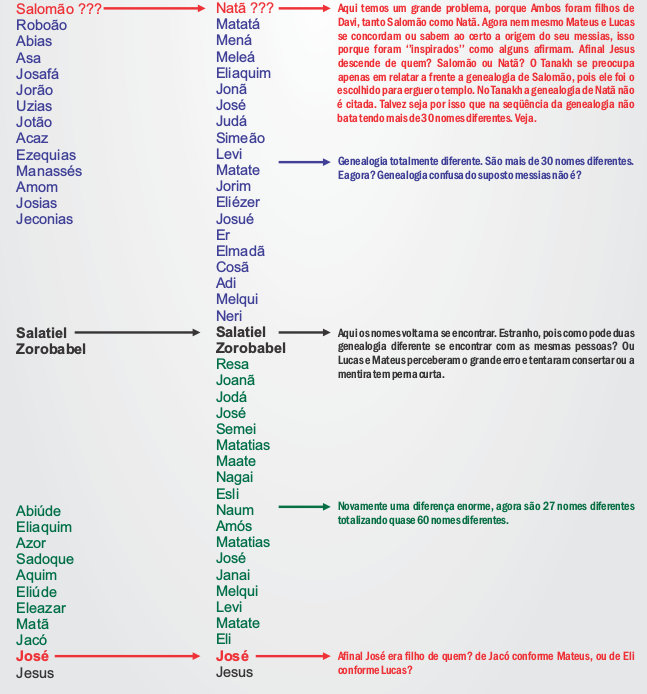 Salomão ???
Roboão
Abias
Asa
Josafá
Jorão
Uzias
Jotão
Acaz
Ezequias
Manassés
Amom
Josias
Jeconias
Salatiel
Zorobabel
Abiúde
Eliaquim
Azor
Sadoque
Aquim
Eliúde
Eleazar
Matã
Jacó
José
Jesus
Natã ???
Matatá
Mená
Meleá
Eliaquim
Jonã
José
Judá
Simeão
Levi
Matate
Jorim
Eliézer
Josué
Er
Elmadã
Cosã
Adi
Melqui
Neri
Salatiel
Zorobabel
Resa
Joanã
Jodá
José
Semei
Matatias
Maate
Nagai
Esli
Naum
Amós
Matatias
José
Janai
Melqui
Levi
Matate
Eli
José
Jesus
Aqui temos um grande problema, porque Ambos foram filhos de
Davi, tanto Salomão como Natã. Agora nem mesmo Mateus e Lucas
se concordam ou sabem ao certo a origem do seu messias, isso
porque foram ''inspirados'' como alguns afirmam. Afinal Jesus
descende de quem? Salomão ou Natã? O Tanakh se preocupa
apenas em relatar a frente a genealogia de Salomão, pois ele foi o
escolhido para erguer o templo. No Tanakh a genealogia de Natã não
é citada. Talvez seja por isso que na seqüência da genealogia não
bata tendo mais de 30 nomes diferentes. Veja.
Genealogia totalmente diferente. São mais de 30 nomes diferentes.
E agora? Genealogia confusa do suposto messias não é?
Aqui os nomes voltam a se encontrar. Estranho, pois como pode duas
genealogia diferente se encontrar com as mesmas pessoas? Ou
Lucas e Mateus perceberam o grande erro e tentaram consertar ou a
mentira tem perna curta.
Novamente uma diferença enorme, agora são 27 nomes diferentes
totalizando quase 60 nomes diferentes.
Afinal José era filho de quem? de Jacó conforme Mateus, ou de Eli
conforme Lucas?